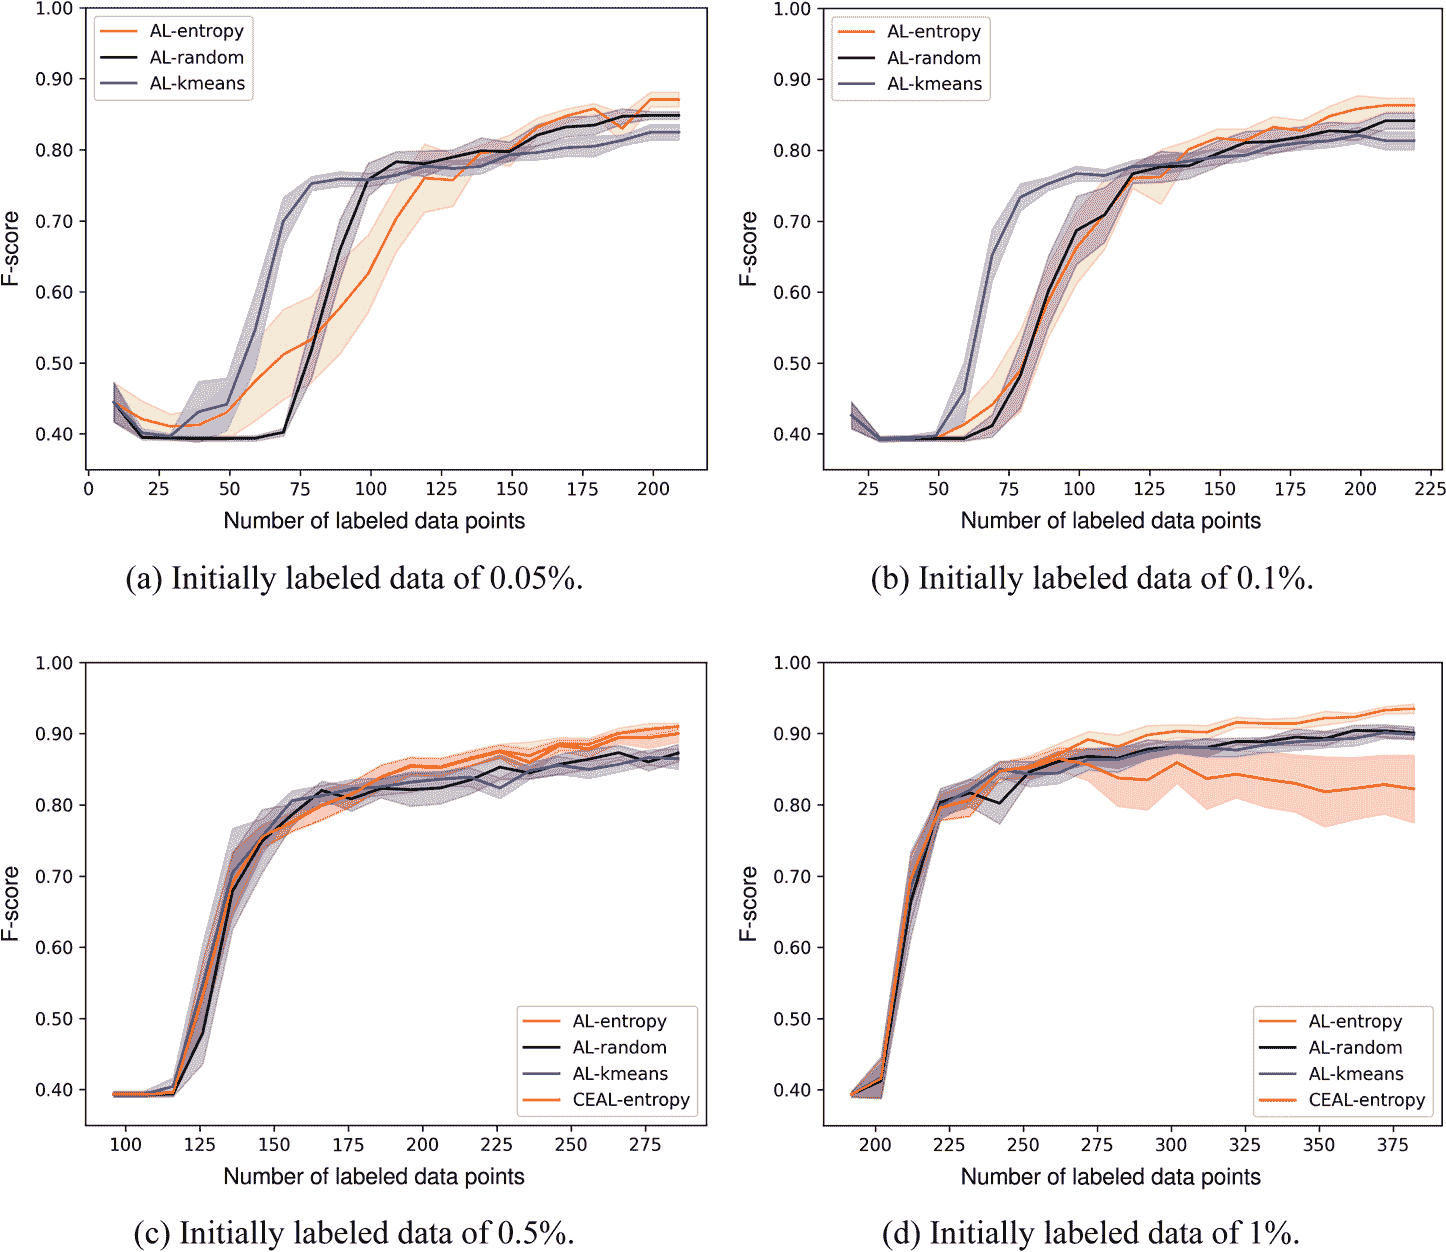 1.00
0.90
0.80
0.70
0.60
0.50
0.40
F-score
AL-entropy
AL-random
AL-kmeans
0 25 50 75 100 125 150 175 200
Number of labeled data points
(a) Initially labeled data of 0.05%.
1.00
0.90
0.80
0.70
0.60
0.50
0.40
F-score
AL-entropy
AL-random
AL-kmeans
25 50 75 100 125 150 175 200 225
Number of labeled data points
(b) Initially labeled data of 0.1%.
1.00
0.90
0.80
0.70
0.60
0.50
0.40
F-score
AL-entropy
AL-random
AL-kmeans
CEAL-entropy
100 125 150 175 200 225 250 275
Number of labeled data points
(c) Initially labeled data of 0.5%.
1.00
0.90
0.80
0.70
0.60
0.50
0.40
F-score
AL-entropy
AL-random
AL-kmeans
CEAL-entropy
200 225 250 275 300 325 350 375
Number of labeled data points
(d) Initially labeled data of 1%.